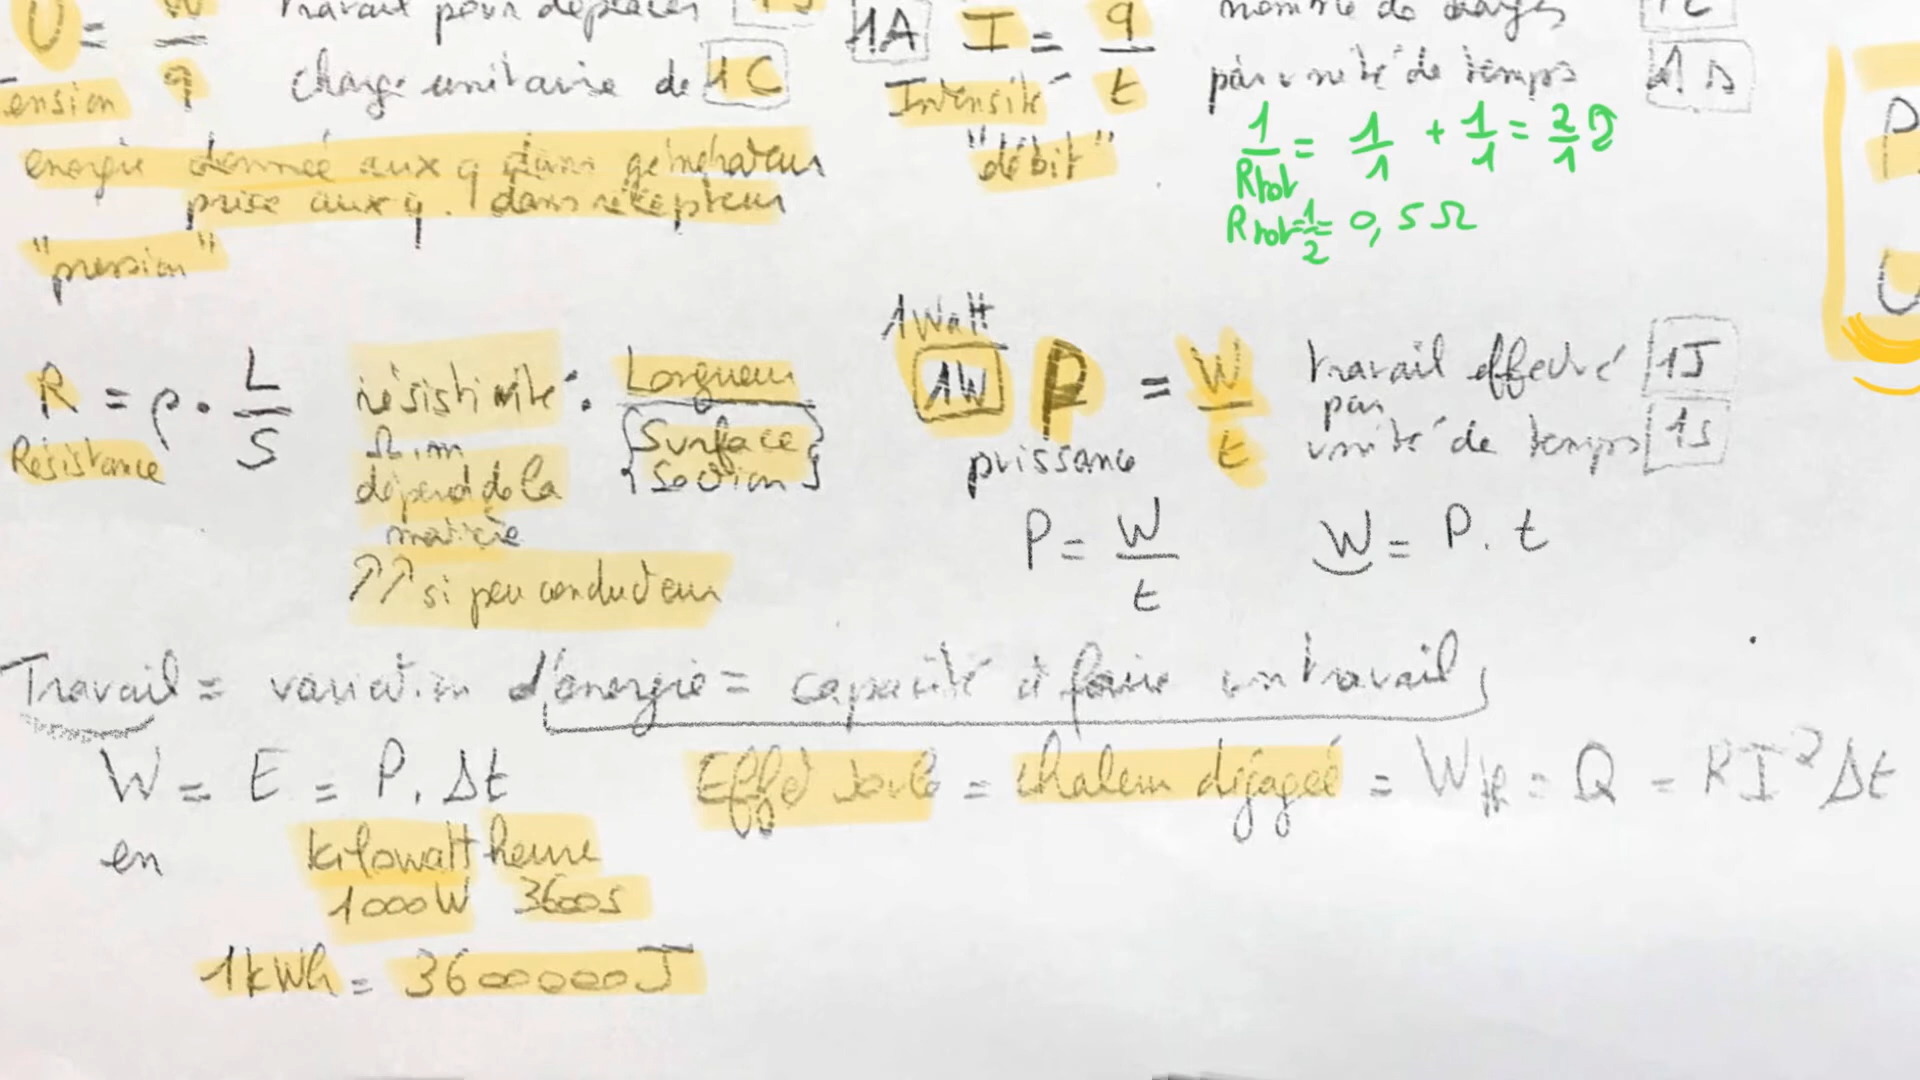 U = W/q travail pour déplacer 1J
charge unitaire de 1C
Tension
énergie donnée aux q dans générateur
prise aux q. dans récepteur
"pression"
1A I = q/t nombre de charges 1C
par unité de temps 1s
Intensité
"débit"
1/Rtot = 1/1 + 1/1 = 2/1
Rtot = 1/2 = 0,5 Ω
P
U
R = ρ · L/S résistivité · Longueur
Résistance Ω.m {Surface
Section}
dépend de la
matière
↑↑ si peu conducteur
1 Watt
1W P = W/t travail effectué 1J
par
unité de temps 1s
puissance
P = W/t W = P. t
Travail = variation d'énergie = capacité à faire un travail
W = E = P. Δt Effet Joule = chaleur dégagée = WJR = Q = RI² Δt
en kilowatt heure
1000W 3600s
1kWh = 3600000J